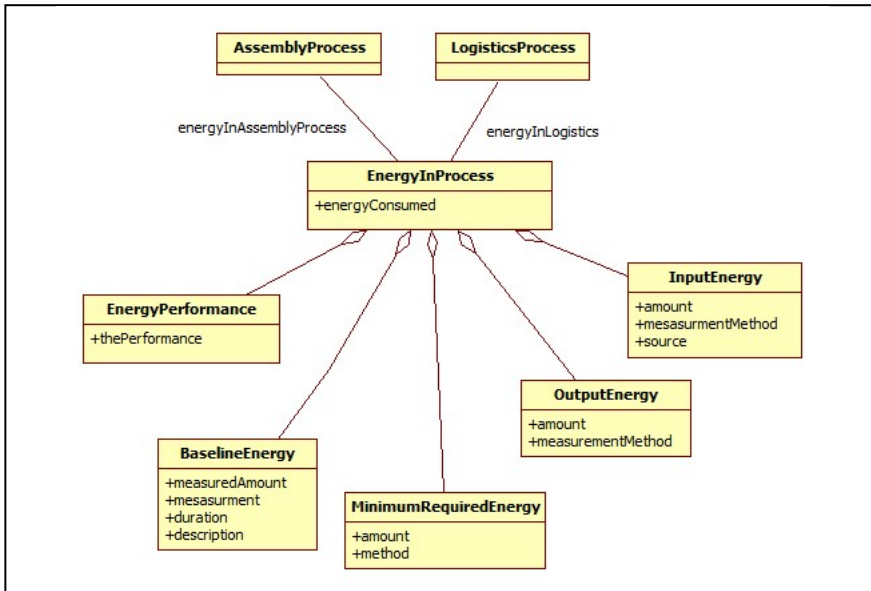 AssemblyProcess
LogisticsProcess
energyInAssemblyProcess
energyInLogistics
EnergyInProcess
+energyConsumed
InputEnergy
+amount
+mesasurmentMethod
+source
EnergyPerformance
+thePerformance
OutputEnergy
+amount
+measurementMethod
BaselineEnergy
+measuredAmount
+mesasurment
+duration
+description
MinimumRequiredEnergy
+amount
+method